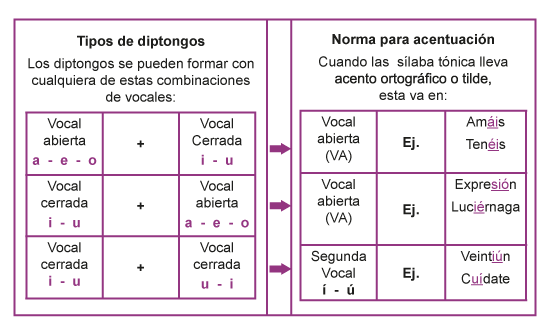 Tipos de diptongos
Los diptongos se pueden formar con
cualquiera de estas combinaciones
de vocales:
Vocal
abierta
a - e - o
+
Vocal
Cerrada
i - u
Vocal
cerrada
i - u
+
Vocal
abierta
a - e - o
Vocal
cerrada
i - u
+
Vocal
cerrada
u - i
Norma para acentuación
Cuando las sílaba tónica lleva
acento ortográfico o tilde,
esta va en:
Vocal
abierta
(VA)
Ej.
Amáis
Tenéis
Vocal
abierta
(VA)
Ej.
Expresión
Luciérnaga
Segunda
Vocal
í - ú
Ej.
Veintiún
Cuídate